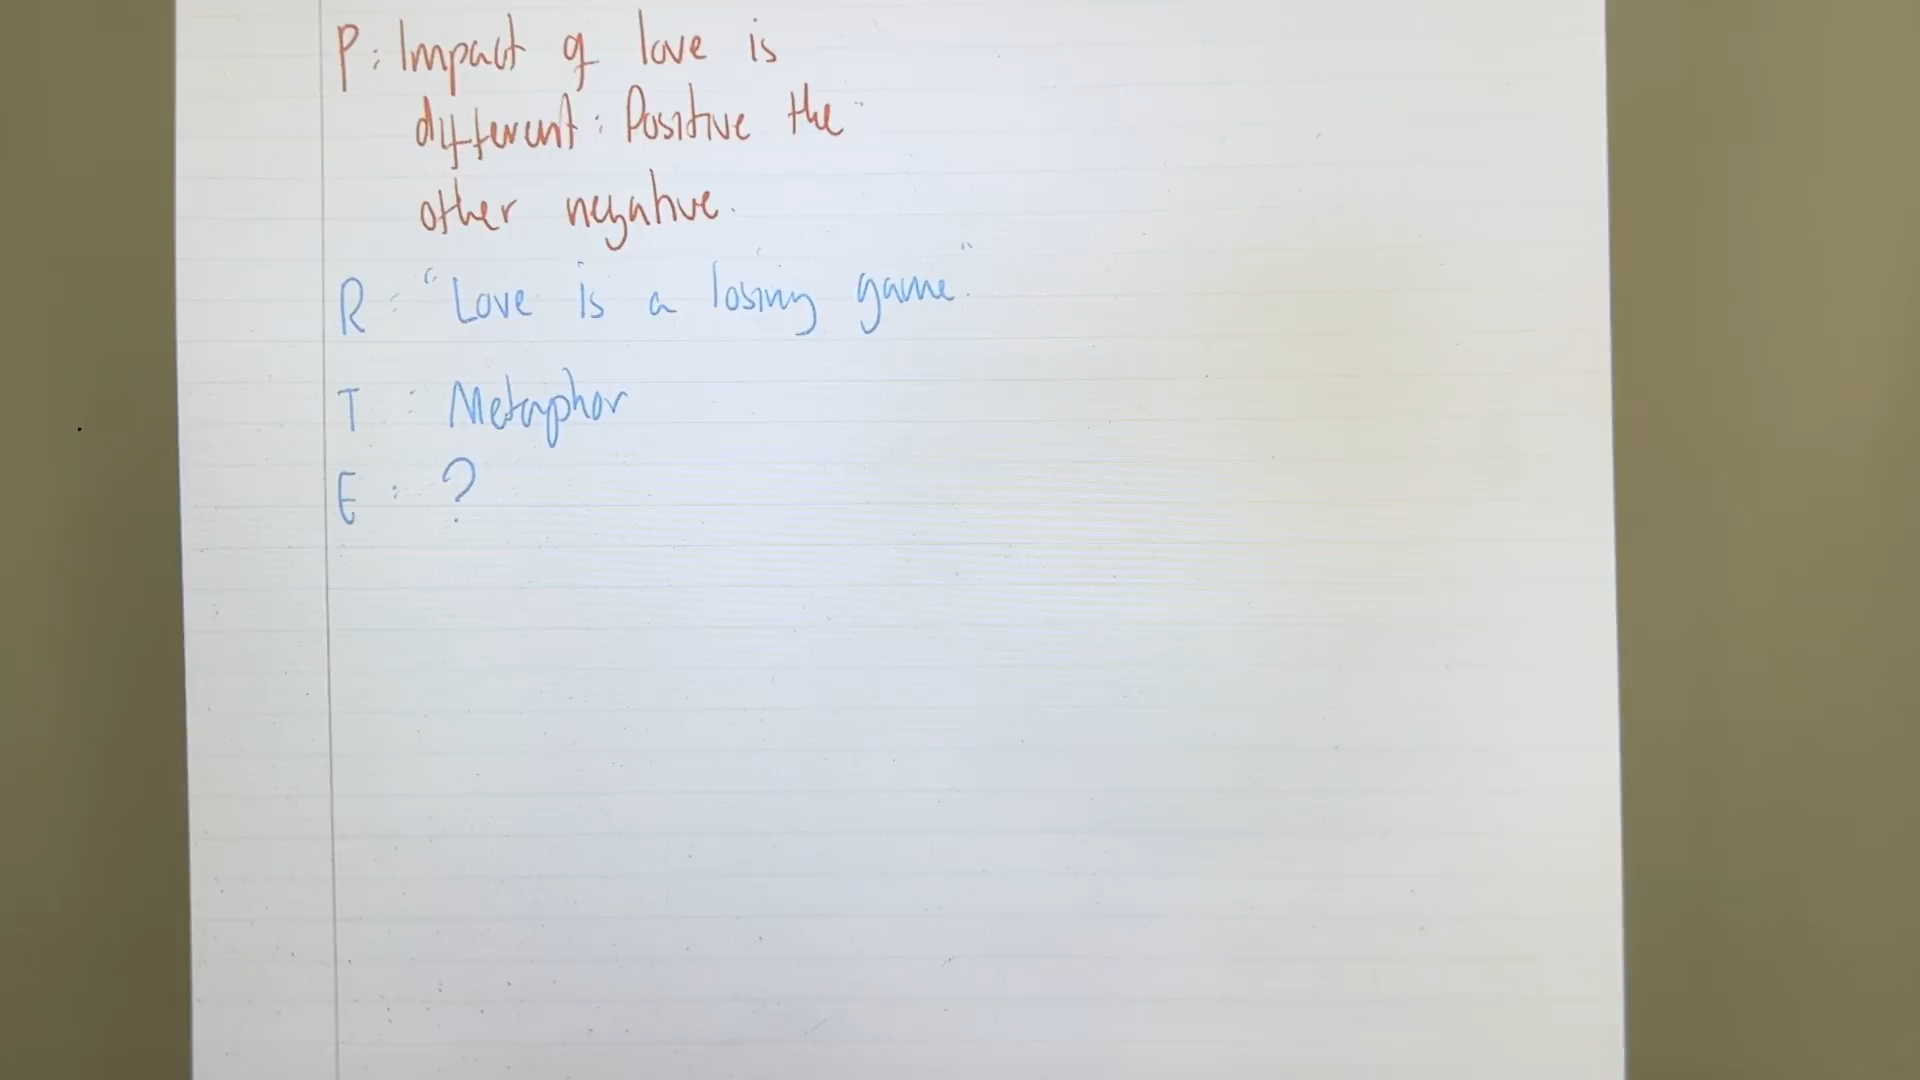 P: Impact of love is
different: Positive the
other negative.
R: "Love is a losing game."
T: Metaphor
E: ?